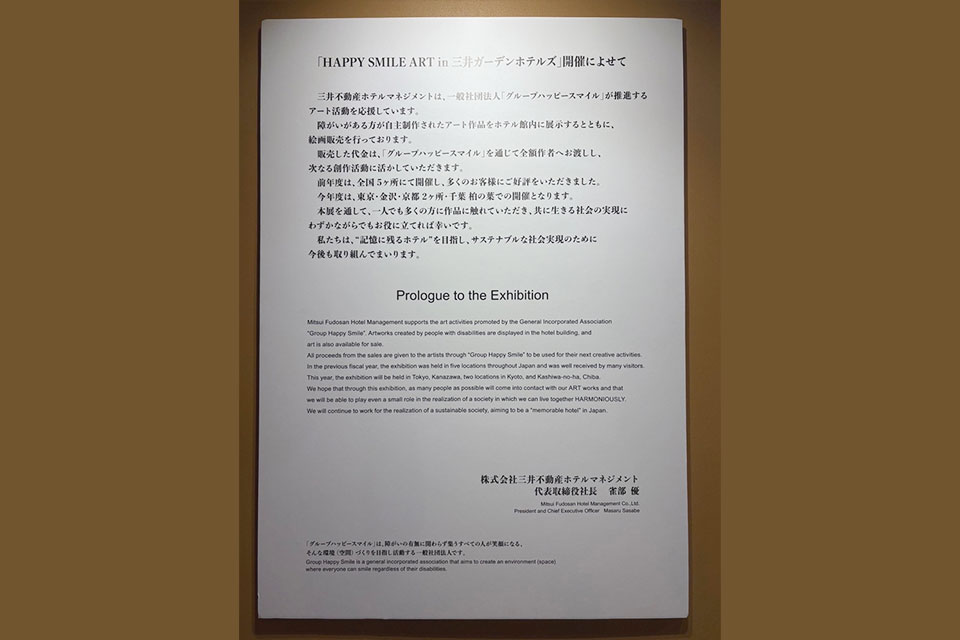 「HAPPY SMILE ART in 三井ガーデンホテルズ」開催によせて
三井不動産ホテルマネジメントは、一般社団法人「グループハッピースマイル」が推進する
アート活動を応援しています。
障がいがある方が自主制作されたアート作品をホテル館内に展示するとともに、
絵画販売を行っております。
販売した代金は、「グループハッピースマイル」を通じて全額作者へお渡しし、
次なる創作活動に活かしていただきます。
前年度は、全国5ヶ所にて開催し、多くのお客様にご好評をいただきました。
今年度は、東京・金沢・京都2ヶ所・千葉 柏の葉での開催となります。
本展を通して、一人でも多くの方に作品に触れていただき、共に生きる社会の実現に
わずかながらでもお役に立てれば幸いです。
私たちは、“記憶に残るホテル”を目指し、サステナブルな社会実現のために
今後も取り組んでまいります。
Prologue to the Exhibition
Mitsui Fudosan Hotel Management supports the art activities promoted by the General Incorporated Association
“Group Happy Smile”. Artworks created by people with disabilities are displayed in the hotel building, and
art is also available for sale.
All proceeds from the sales are given to the artists through “Group Happy Smile” to be used for their next creative activities.
In the previous fiscal year, the exhibition was held in five locations throughout Japan and was well received by many visitors.
This year, the exhibition will be held in Tokyo, Kanazawa, two locations in Kyoto, and Kashiwa-no-ha, Chiba.
We hope that through this exhibition, as many people as possible will come into contact with our ART works and that
we will be able to play even a small role in the realization of a society in which we can live together HARMONIOUSLY.
We will continue to work for the realization of a sustainable society, aiming to be a “memorable hotel” in Japan.
株式会社三井不動産ホテルマネジメント
代表取締役社長 雀部 優
Mitsui Fudosan Hotel Management Co.,Ltd.
President and Chief Executive Officer Masaru Sasabe
「グループハッピースマイル」は、障がいの有無に関わらず集うすべての人が笑顔になる。
そんな環境（空間）づくりを目指し活動する一般社団法人です。
Group Happy Smile is a general incorporated association that aims to create an environment (space)
where everyone can smile regardless of their disabilities.